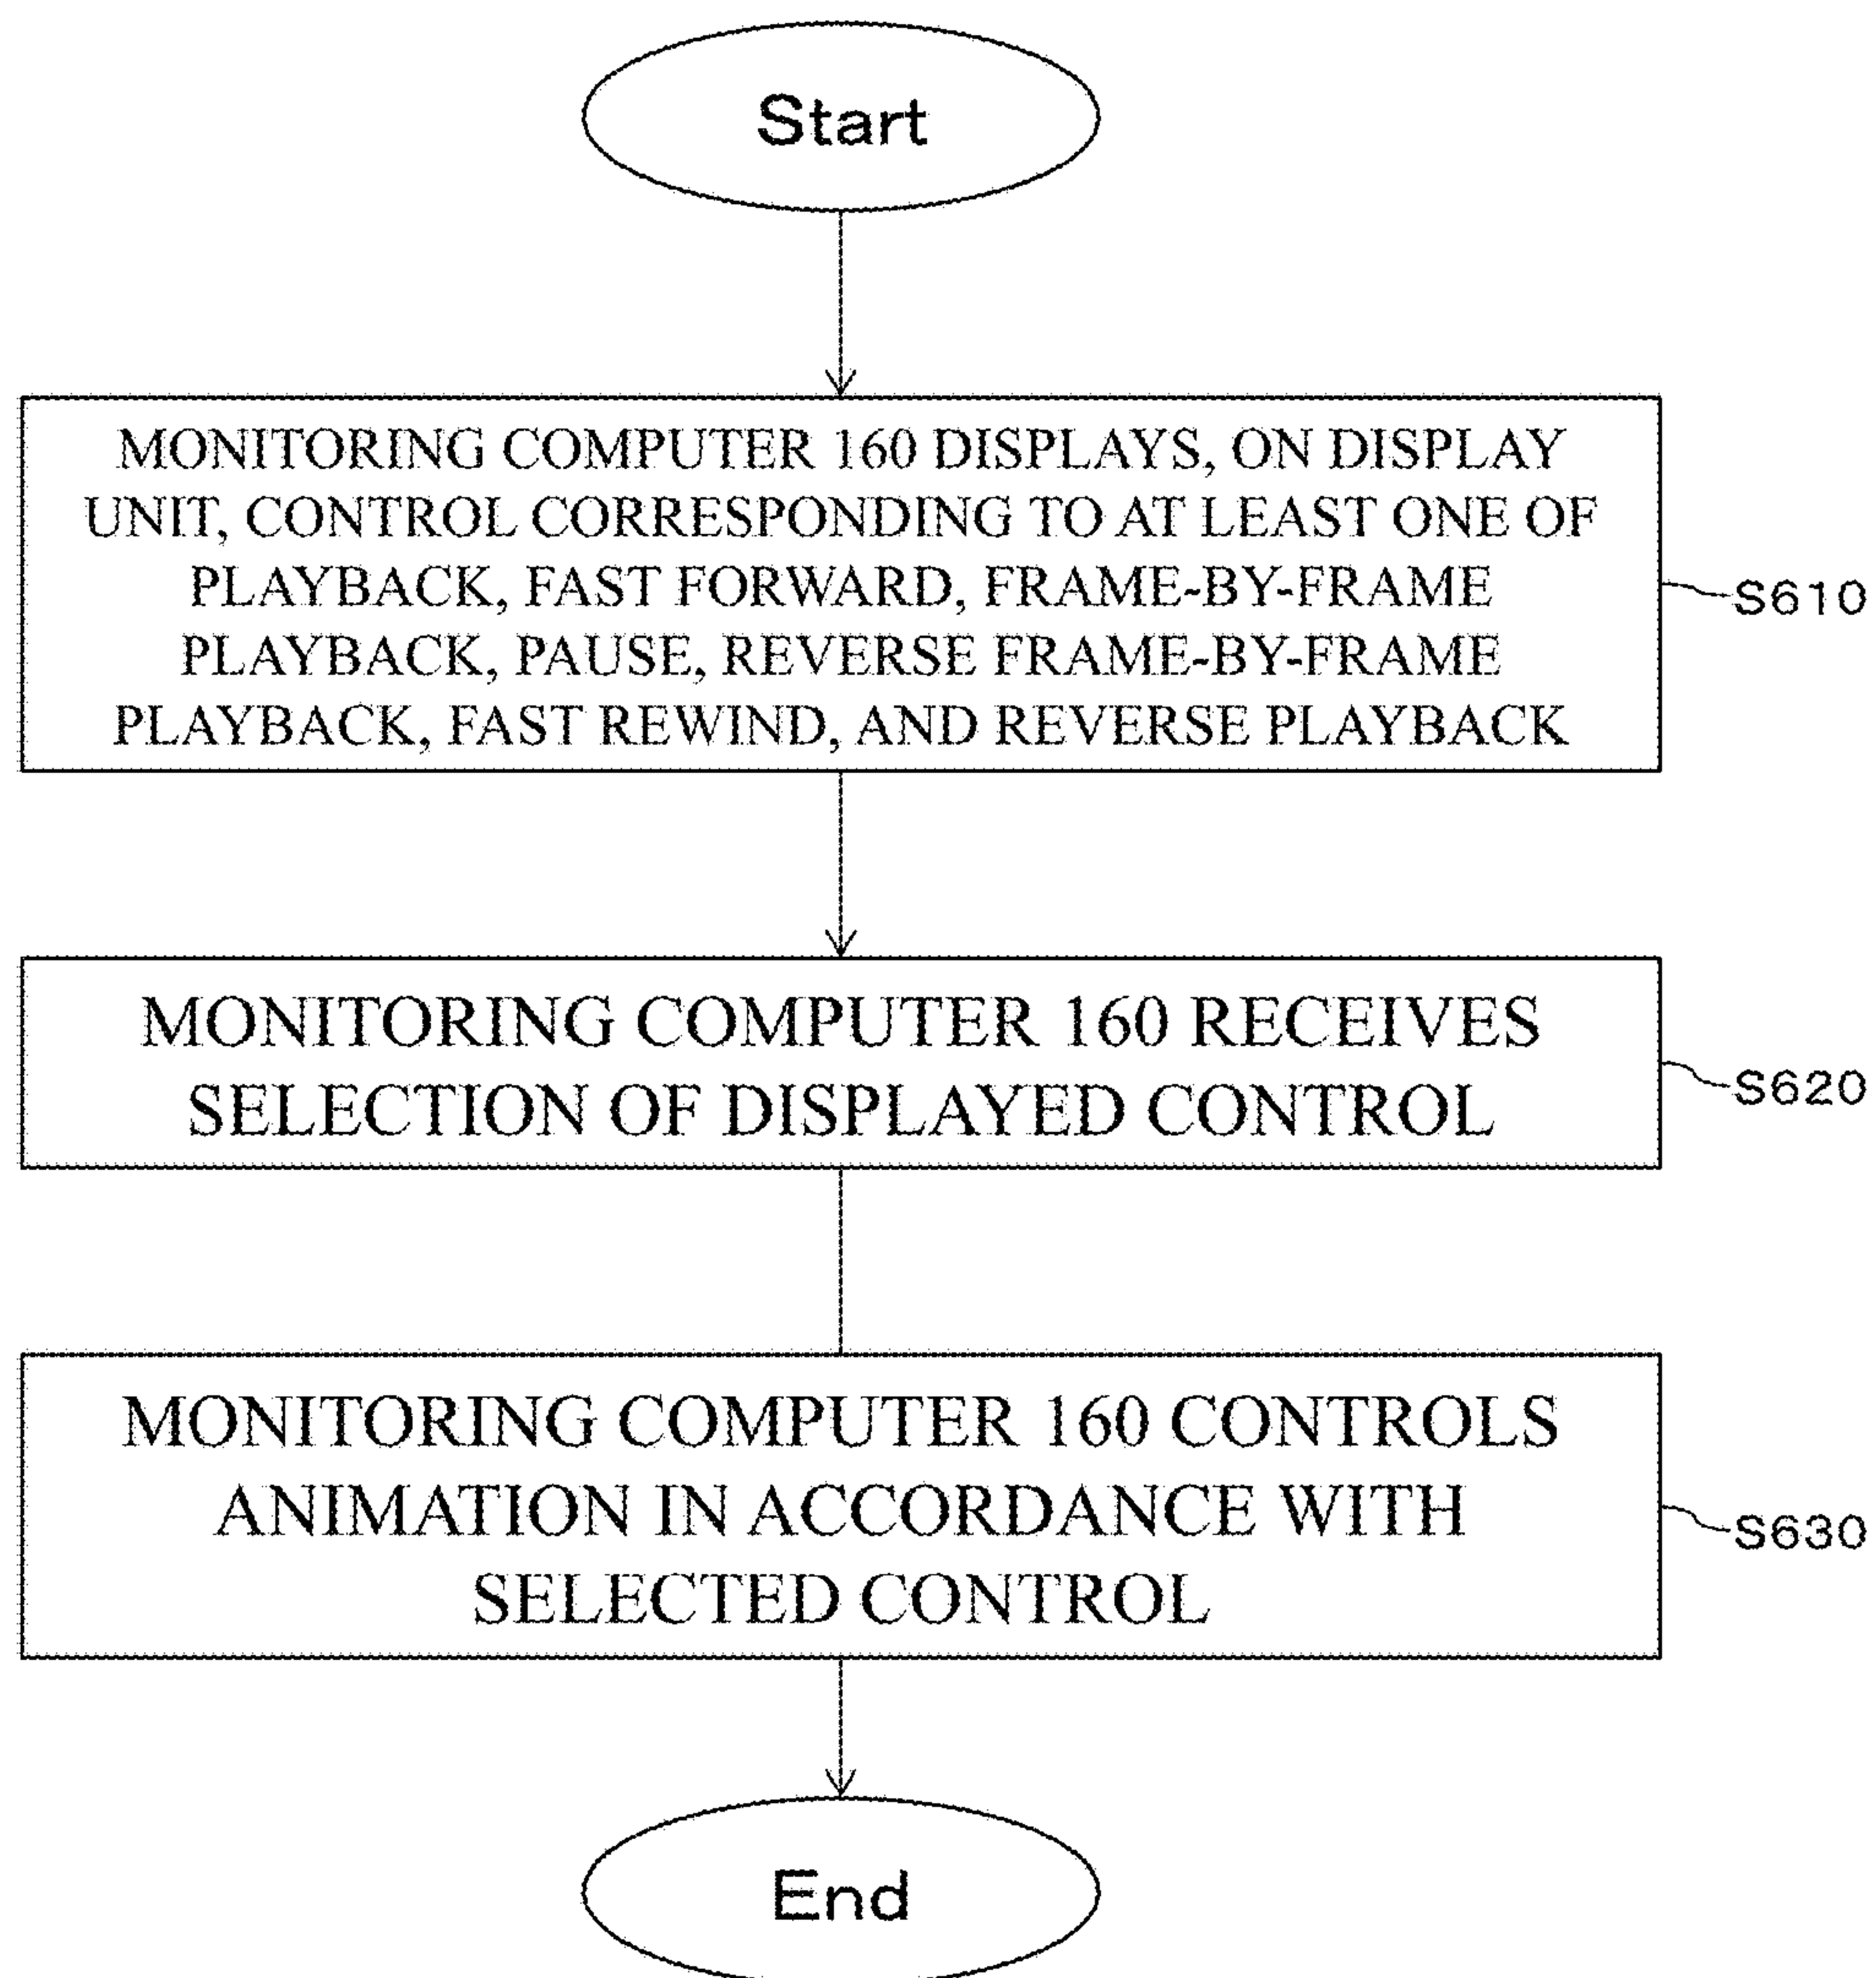 Start
MONITORING COMPUTER 160 DISPLAYS, ON DISPLAY
UNIT, CONTROL CORRESPONDING TO AT LEAST ONE OF
PLAYBACK, FAST FORWARD, FRAME-BY-FRAME
PLAYBACK, PAUSE, REVERSE FRAME-BY-FRAME
PLAYBACK, FAST REWIND, AND REVERSE PLAYBACK
S610
MONITORING COMPUTER 160 RECEIVES
SELECTION OF DISPLAYED CONTROL
S620
MONITORING COMPUTER 160 CONTROLS
ANIMATION IN ACCORDANCE WITH
SELECTED CONTROL
S630
End